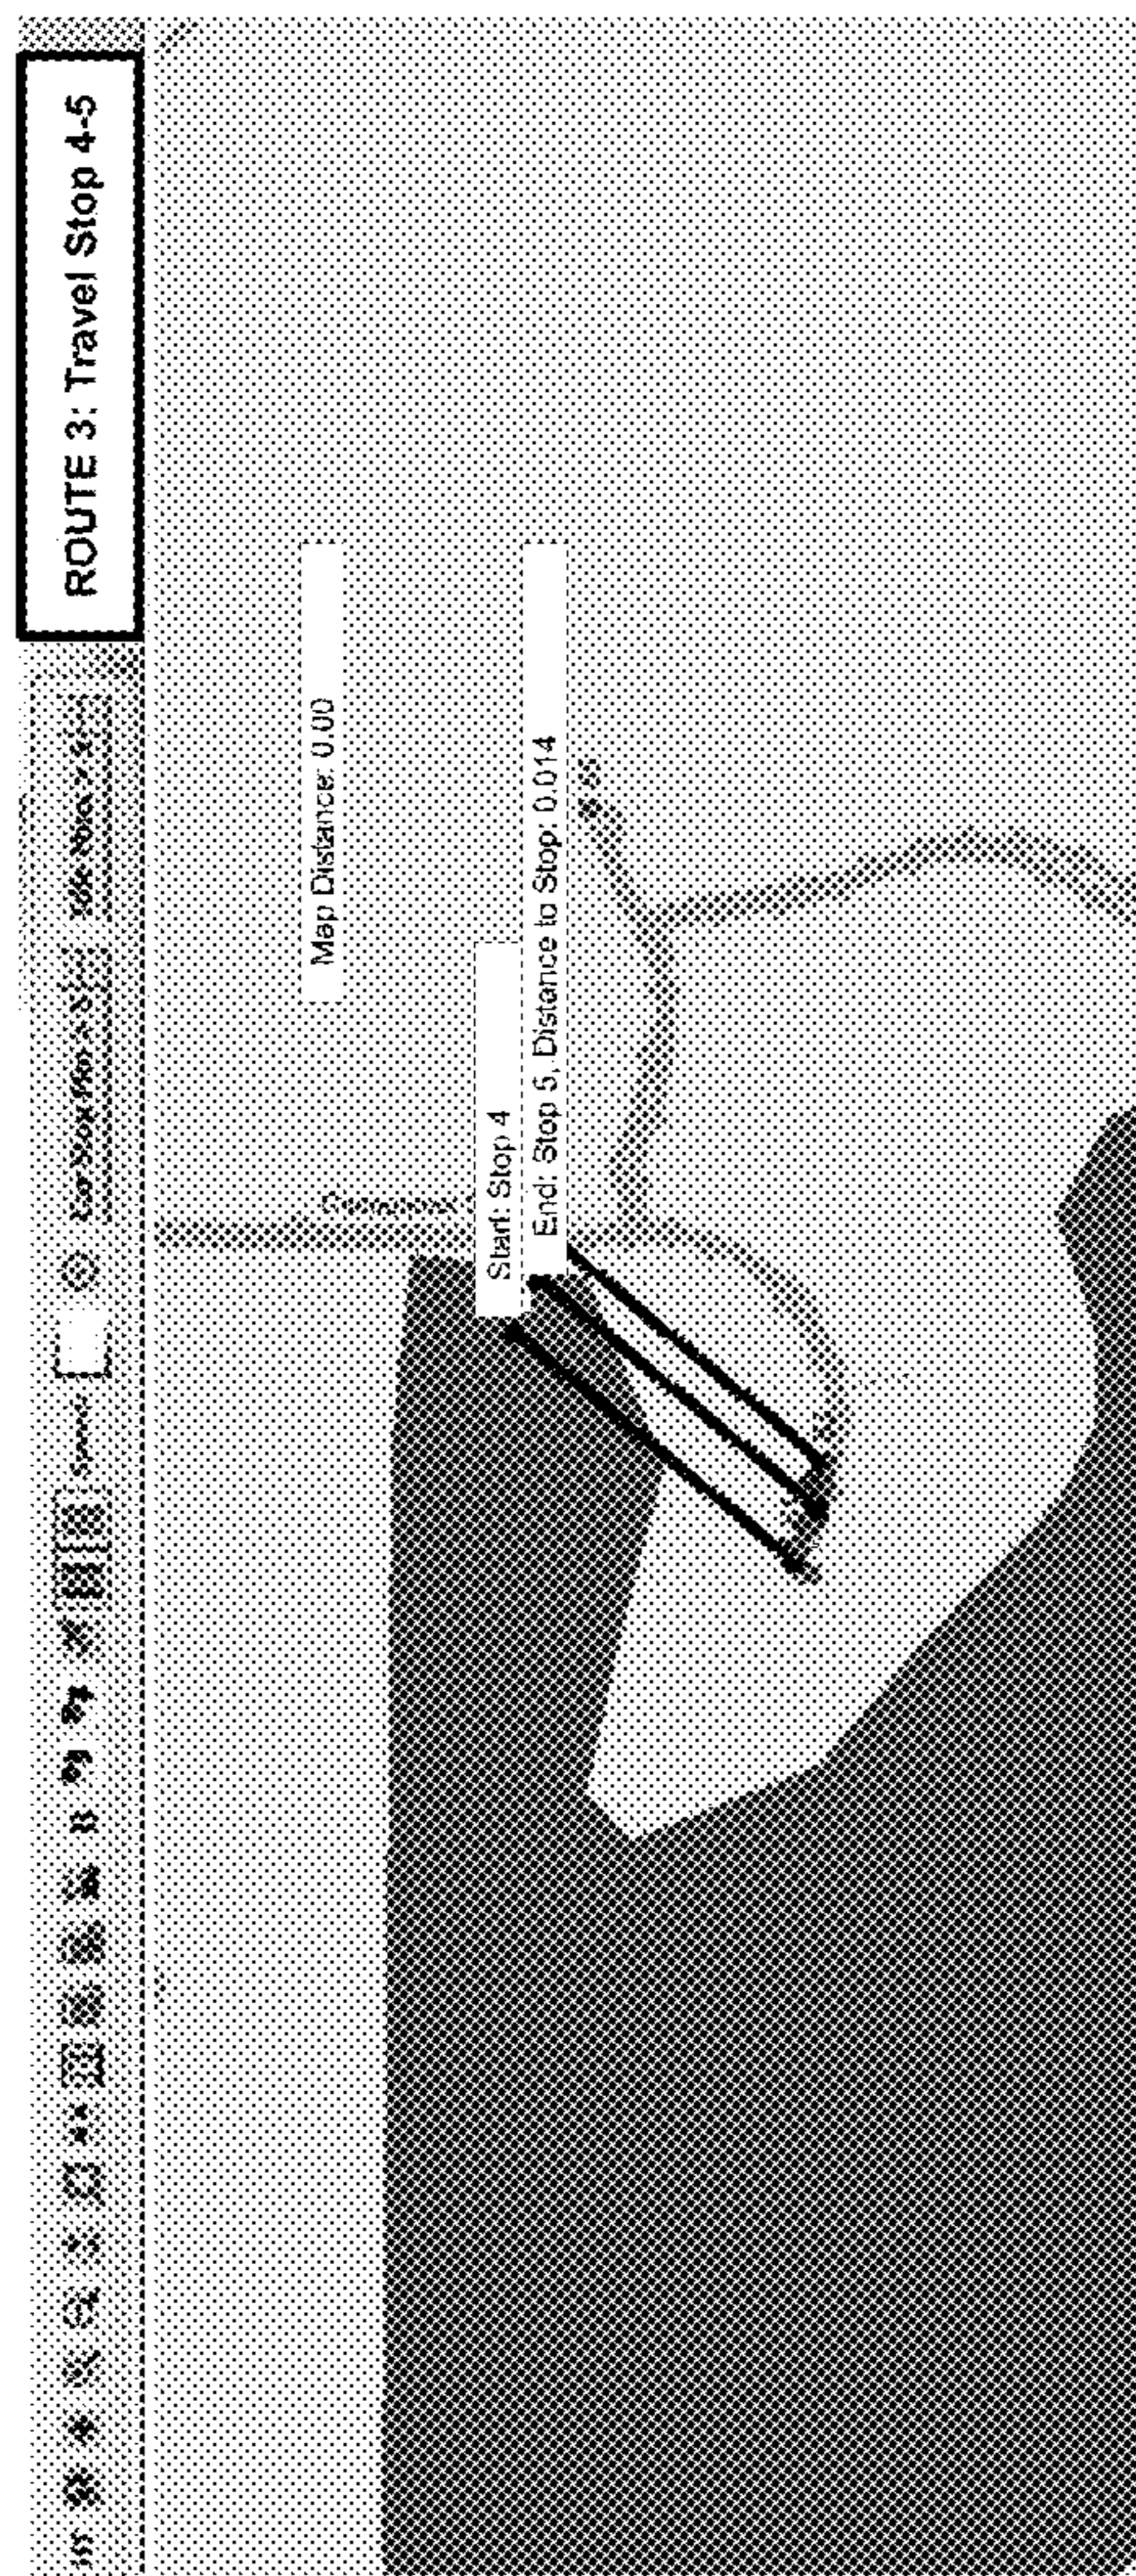 ROUTE 3: Travel Stop 4-5
Map Distance: 0.00
Start: Stop 4
End: Stop 5, Distance to Stop: 0.014